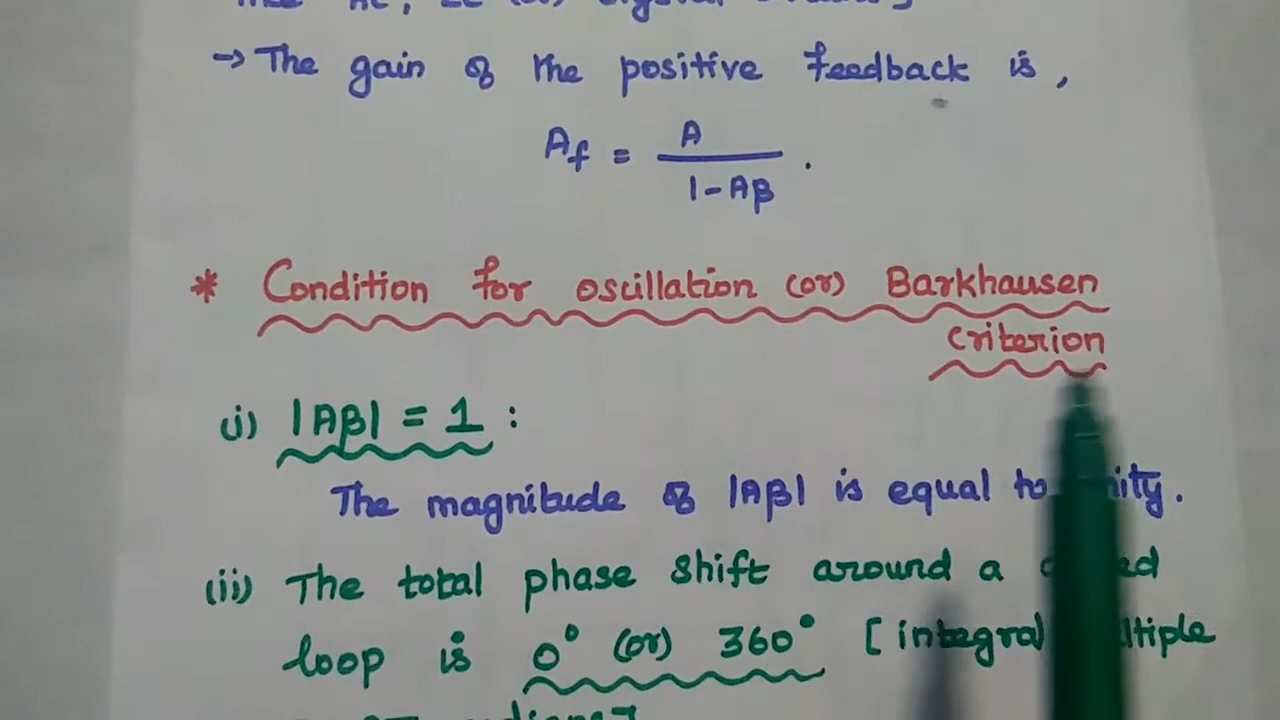 → The gain of the positive feedback is,
Af = A / 1-Aβ .
* Condition for oscillation (or) Barkhausen
Criterion
(i) |Aβ| = 1 :
The magnitude of |Aβ| is equal to
(ii) The total phase shift around a
loop is 0° (or) 360° [integral